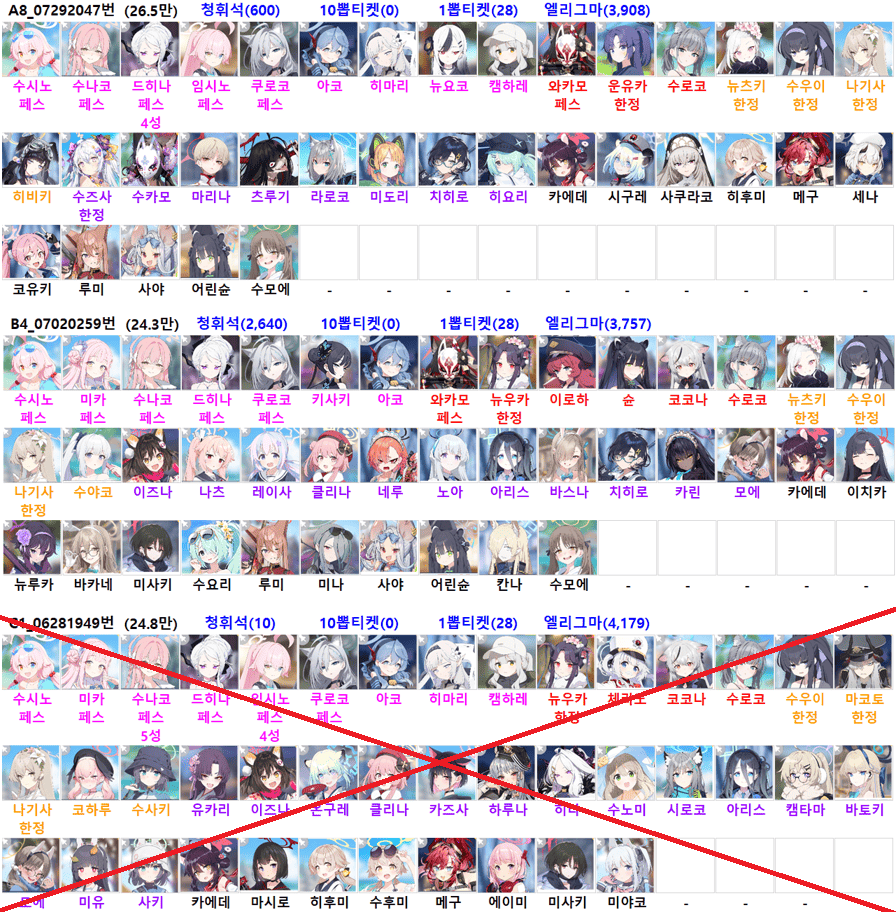 A8_07292047번 (26.5만) 청휘석(600) 10뽑티켓(0) 1뽑티켓(28) 엘리그마(3,908)
수시노 수나코 드히나 임시노 쿠로코 아코 히마리 뉴요코 캠하레 와카모 운유카 수로코 뉴츠키 수우이 나기사
페스 페스 페스 페스 페스 페스 한정 한정 한정 한정
4성
히비키 수즈사 수카모 마리나 츠루기 라로코 미도리 치히로 히요리 카에데 시구레 사쿠라코 히후미 메구 세나
한정
코유키 루미 사야 어린슌 수모에 - - - - - - - - - -
B4_07020259번 (24.3만) 청휘석(2,640) 10뽑티켓(0) 1뽑티켓(28) 엘리그마(3,757)
수시노 미카 수나코 드히나 쿠로코 키사키 아코 와카모 뉴우카 이로하 슌 코코나 수로코 뉴츠키 수우이
페스 페스 페스 페스 페스 페스 한정 한정 한정
나기사 수야코 이즈나 나츠 레이사 클리나 네루 노아 아리스 바스나 치히로 카린 모에 카에데 이치카
한정
뉴루카 바카네 미사키 수요리 루미 미나 사야 어린슌 칸나 수모에 - - - - -
C1_06281949번 (24.8만) 청휘석(10) 10뽑티켓(0) 1뽑티켓(28) 엘리그마(4,179)
수시노 미카 수나코 드히나 임시노 쿠로코 아코 히마리 캠하레 뉴우카 체리노 코코나 수로코 수우이 마코토
페스 페스 페스 페스 페스 페스 한정 한정 한정
5성 4성
나기사 코하루 수사키 유카리 이즈나 온구레 클리나 카즈사 하루나 히나 수노미 시로코 아리스 캠타마 바토키
한정
모에 미유 사키 카에데 마시로 히후미 수후미 메구 에이미 미사키 미야코 - - - -